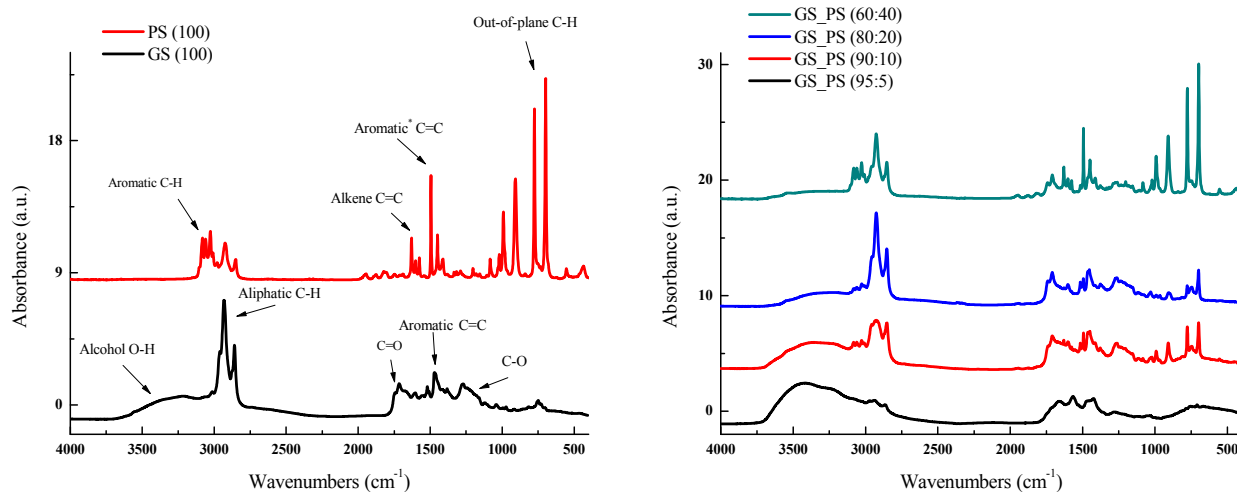 PS (100)
GS (100)
Out-of-plane C-H
Aromatic* C=C
Aromatic C-H
Alkene C=C
Aliphatic C-H
Alcohol O-H
C=O
Aromatic C=C
C-O
18
9
0
4000
3500
3000
2500
2000
1500
1000
500
Absorbance (a.u.)
Wavenumbers (cm-1)
GS_PS (60:40)
GS_PS (80:20)
GS_PS (90:10)
GS_PS (95:5)
30
20
10
0
4000
3500
3000
2500
2000
1500
1000
500
Absorbance (a.u.)
Wavenumbers (cm-1)